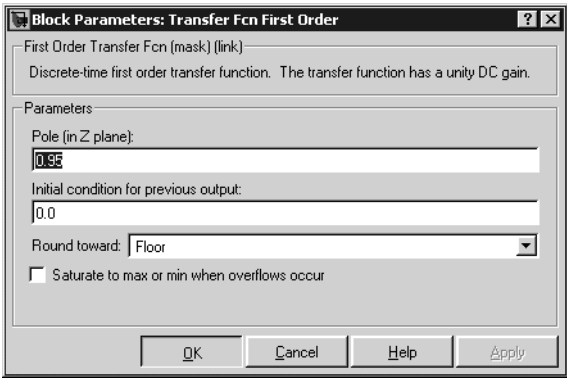 Block Parameters: Transfer Fcn First Order
First Order Transfer Fcn (mask) (link)
Discrete-time first order transfer function. The transfer function has a unity DC gain.
Parameters
Pole (in Z plane):
0.95
Initial condition for previous output:
0.0
Round toward: Floor
Saturate to max or min when overflows occur
OK Cancel Help Apply